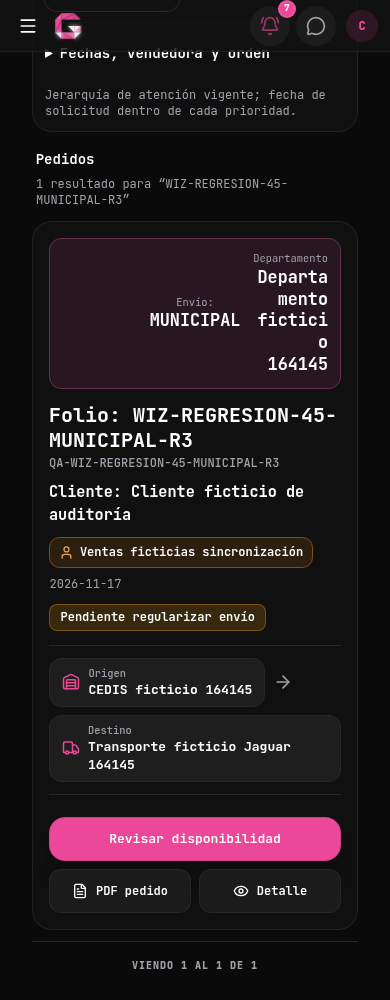 7
C
▶ Fechas, vendedora y orden
Jerarquía de atención vigente; fecha de
solicitud dentro de cada prioridad.
Pedidos
1 resultado para “WIZ-REGRESION-45-
MUNICIPAL-R3”
Envío:
MUNICIPAL
Departamento
Departa
mento
fictici
o
164145
Folio: WIZ-REGRESION-45-
MUNICIPAL-R3
QA-WIZ-REGRESION-45-MUNICIPAL-R3
Cliente: Cliente ficticio de
auditoría
Ventas ficticias sincronización
2026-11-17
Pendiente regularizar envío
Origen
CEDIS ficticio 164145
Destino
Transporte ficticio Jaguar
164145
Revisar disponibilidad
PDF pedido
Detalle
VIENDO 1 AL 1 DE 1